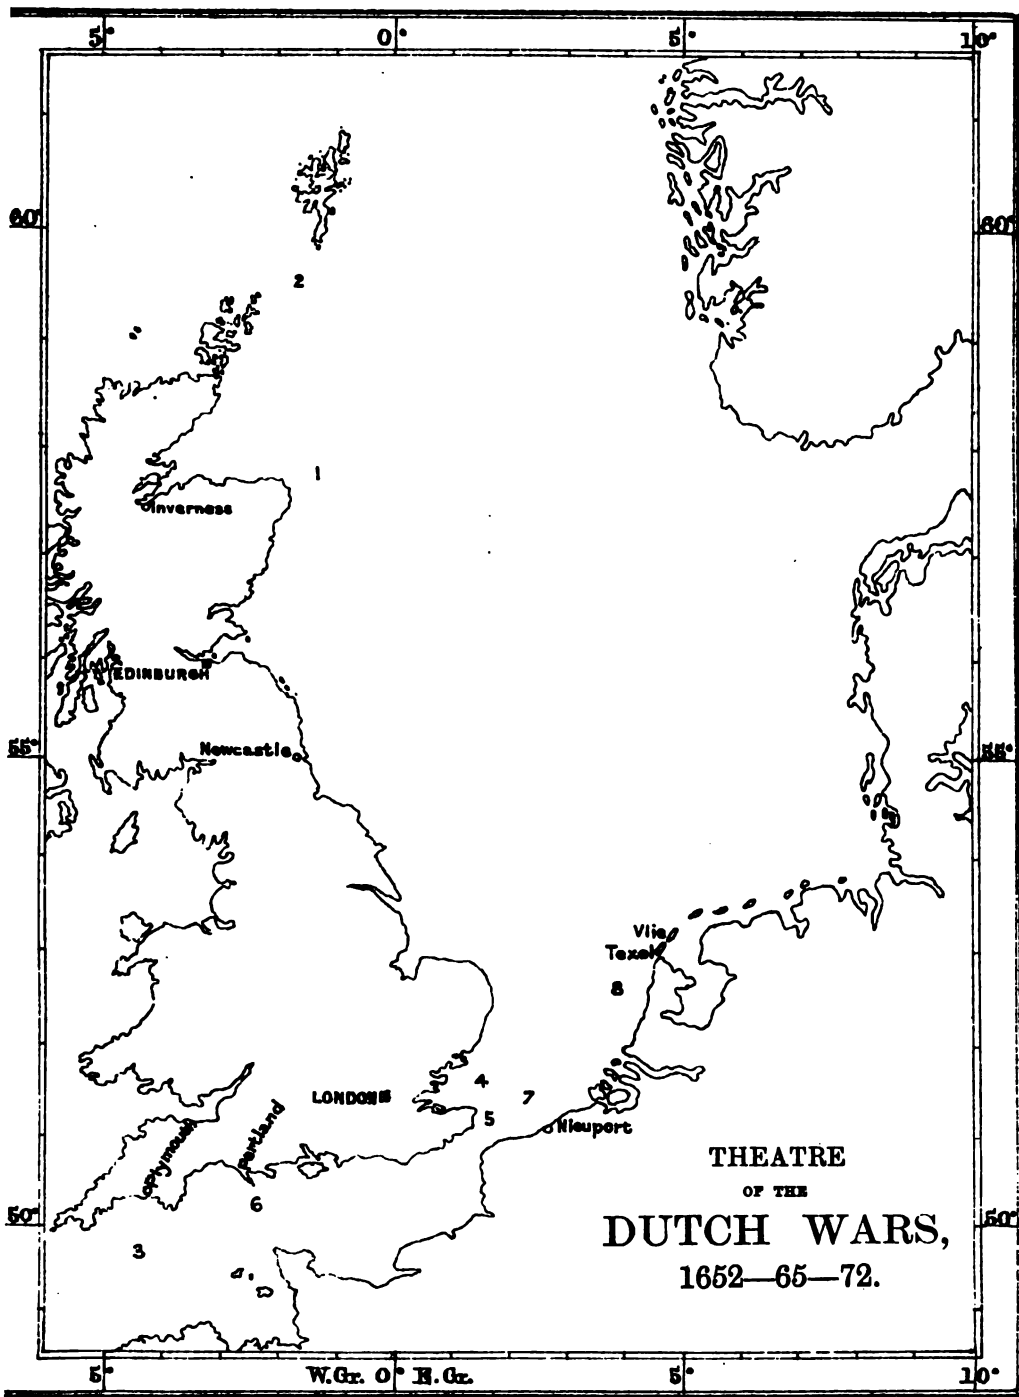 5° 0° 5° 10°
60° 60°
2
1
Inverness
EDINBURGH
55° 55°
Newcastle
Vlie
Texel
8
4
LONDON
7
5
Nieuport
Plymouth
Portland
THEATRE
OF THE
6
50° 50°
DUTCH WARS,
3
1652—65—72.
5° W.Gr. 0° E.Gr. 5° 10°